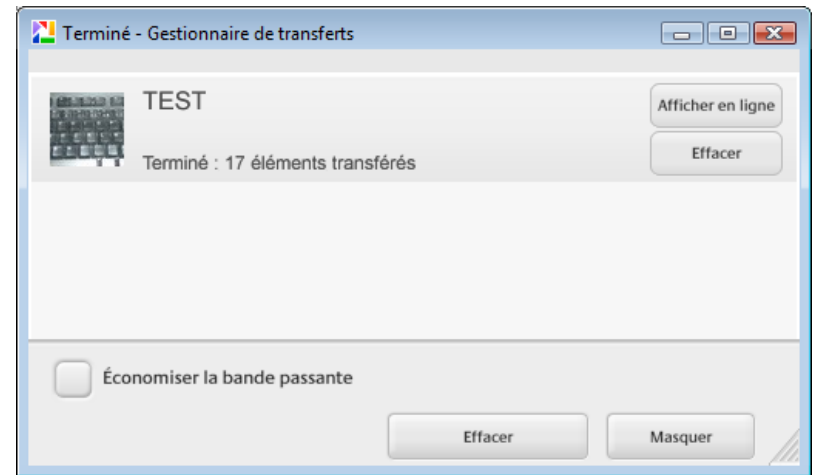 Terminé - Gestionnaire de transferts
TEST
Afficher en ligne
Terminé : 17 éléments transférés
Effacer
Économiser la bande passante
Effacer
Masquer